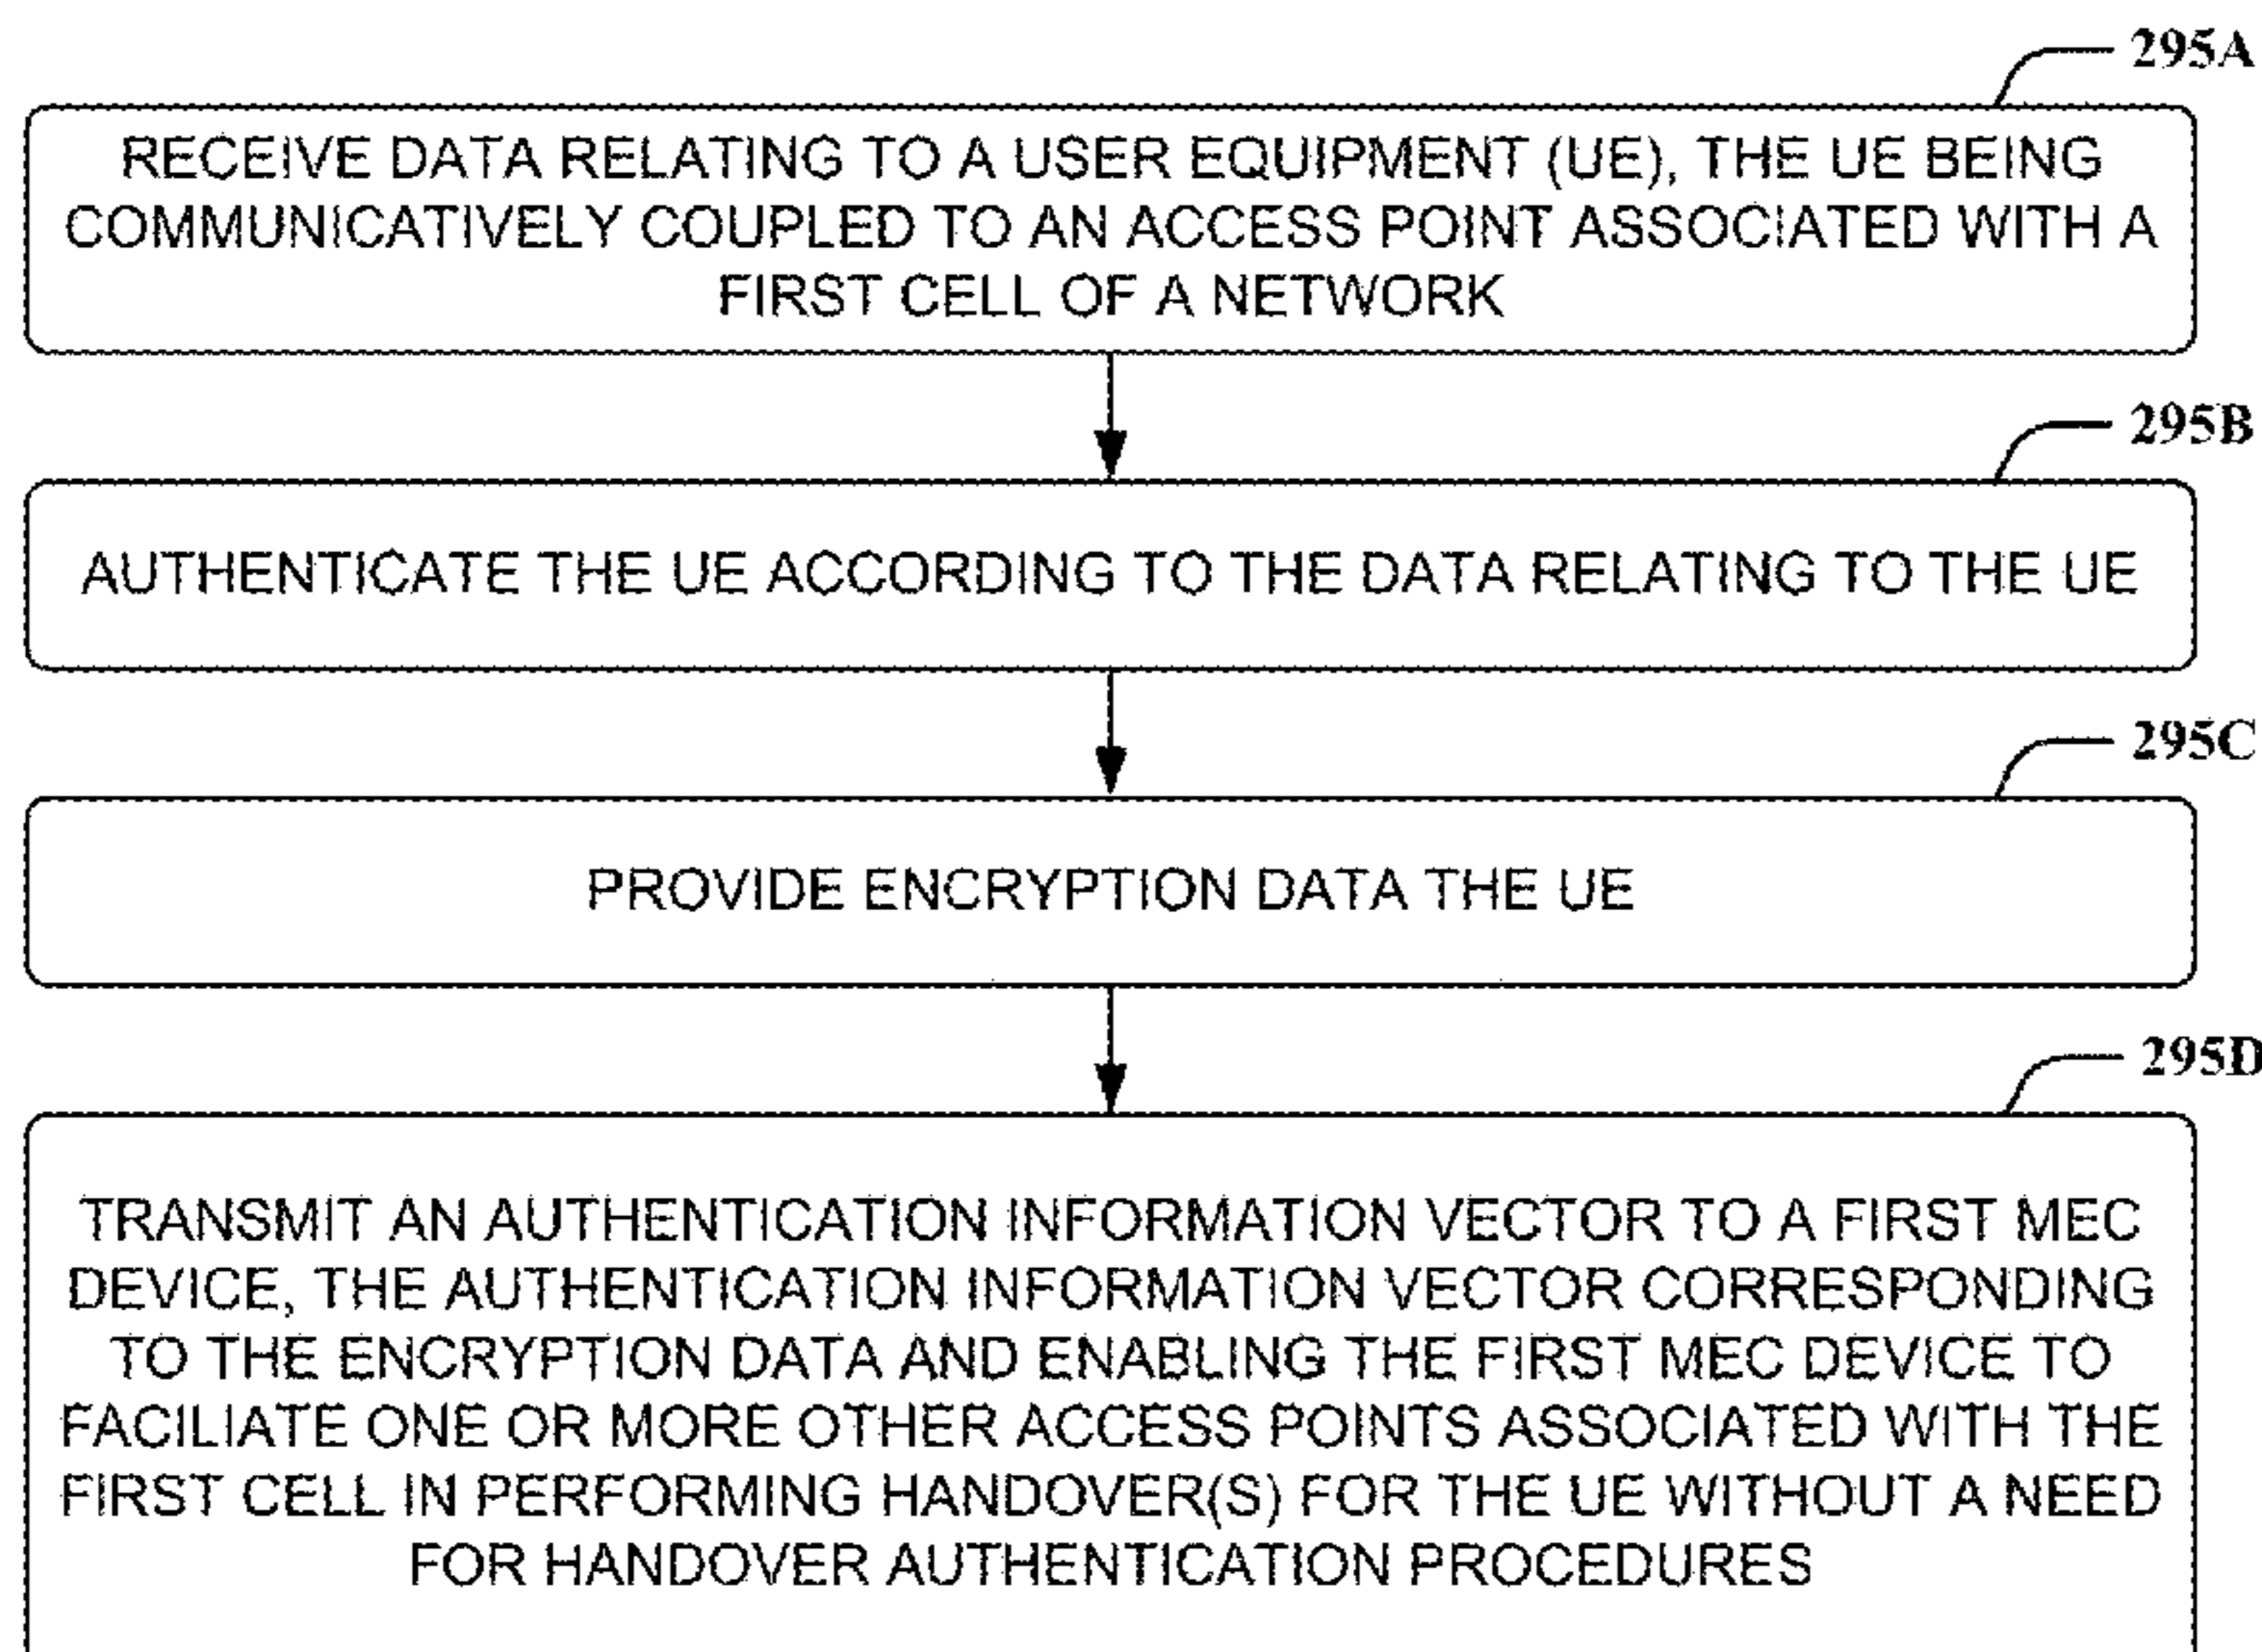 295A
RECEIVE DATA RELATING TO A USER EQUIPMENT (UE), THE UE BEING
COMMUNICATIVELY COUPLED TO AN ACCESS POINT ASSOCIATED WITH A
FIRST CELL OF A NETWORK
295B
AUTHENTICATE THE UE ACCORDING TO THE DATA RELATING TO THE UE
295C
PROVIDE ENCRYPTION DATA THE UE
295D
TRANSMIT AN AUTHENTICATION INFORMATION VECTOR TO A FIRST MEC
DEVICE, THE AUTHENTICATION INFORMATION VECTOR CORRESPONDING
TO THE ENCRYPTION DATA AND ENABLING THE FIRST MEC DEVICE TO
FACILIATE ONE OR MORE OTHER ACCESS POINTS ASSOCIATED WITH THE
FIRST CELL IN PERFORMING HANDOVER(S) FOR THE UE WITHOUT A NEED
FOR HANDOVER AUTHENTICATION PROCEDURES